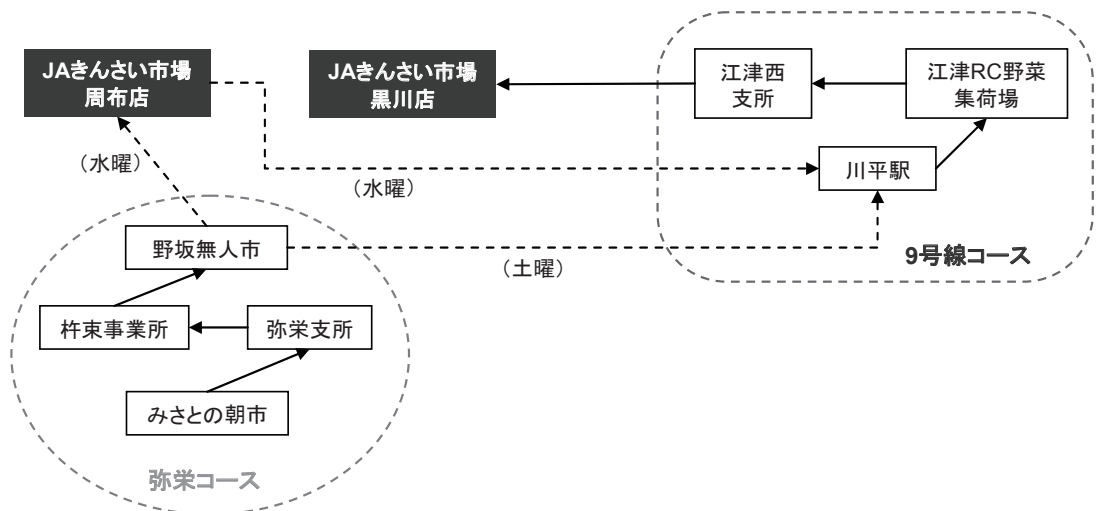 JAきんさい市場
周布店
JAきんさい市場
黒川店
江津西
支所
江津RC野菜
集荷場
(水曜)
(水曜)
川平駅
野坂無人市
(土曜)
9号線コース
杵束事業所
弥栄支所
みさとの朝市
弥栄コース